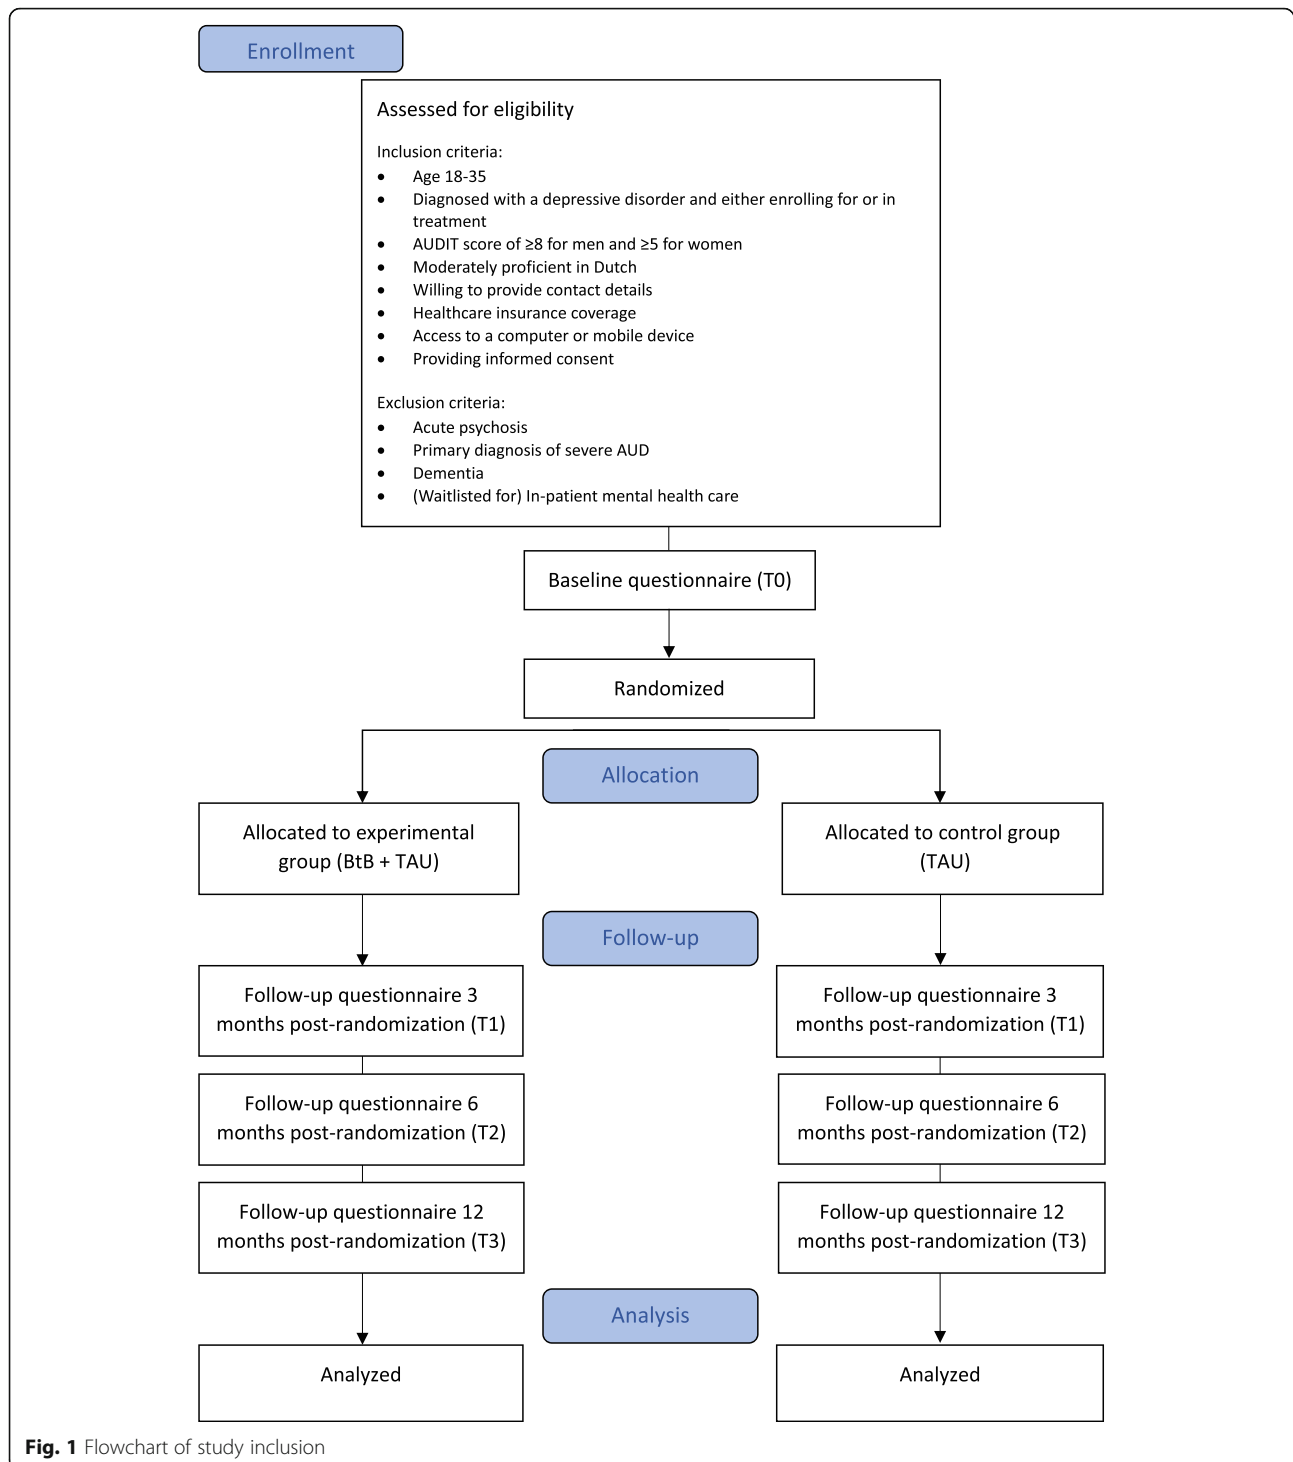 Enrollment
Assessed for eligibility
Inclusion criteria:
• Age 18-35
• Diagnosed with a depressive disorder and either enrolling for or in
treatment
• AUDIT score of ≥8 for men and ≥5 for women
• Moderately proficient in Dutch
• Willing to provide contact details
• Healthcare insurance coverage
• Access to a computer or mobile device
• Providing informed consent
Exclusion criteria:
• Acute psychosis
• Primary diagnosis of severe AUD
• Dementia
• (Waitlisted for) In-patient mental health care
Baseline questionnaire (T0)
Randomized
Allocation
Allocated to experimental
group (BtB + TAU)
Allocated to control group
(TAU)
Follow-up
Follow-up questionnaire 3
months post-randomization (T1)
Follow-up questionnaire 3
months post-randomization (T1)
Follow-up questionnaire 6
months post-randomization (T2)
Follow-up questionnaire 6
months post-randomization (T2)
Follow-up questionnaire 12
months post-randomization (T3)
Follow-up questionnaire 12
months post-randomization (T3)
Analysis
Analyzed
Analyzed
Fig. 1 Flowchart of study inclusion